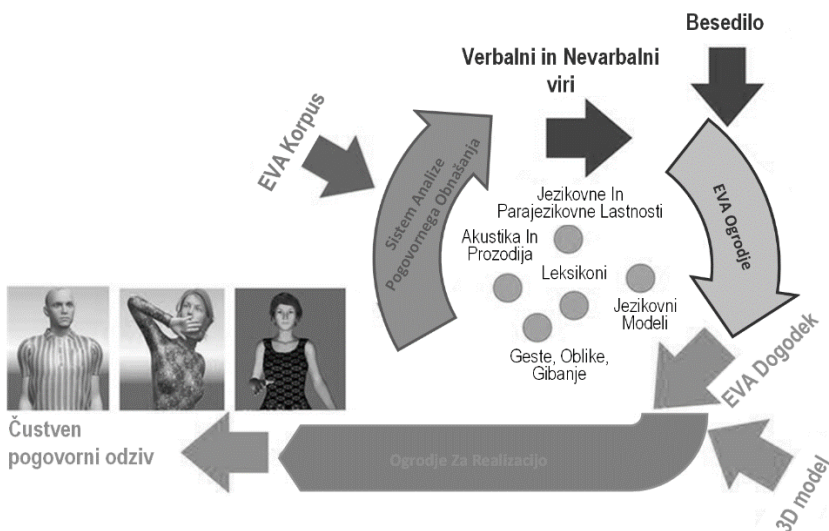 Besedilo
Verbalni in Nevarbalni
viri
EVA Korpus
Sistem Analize
Pogovornega Obnašanja
Jezikovne In
Parajezikovne Lastnosti
Akustika In
Prozodija
Leksikoni
Jezikovni
Modeli
Geste, Oblike,
Gibanje
EVA Ogrodje
EVA Dogodek
3D model
Ogrodje Za Realizacijo
Čustven
pogovorni odziv